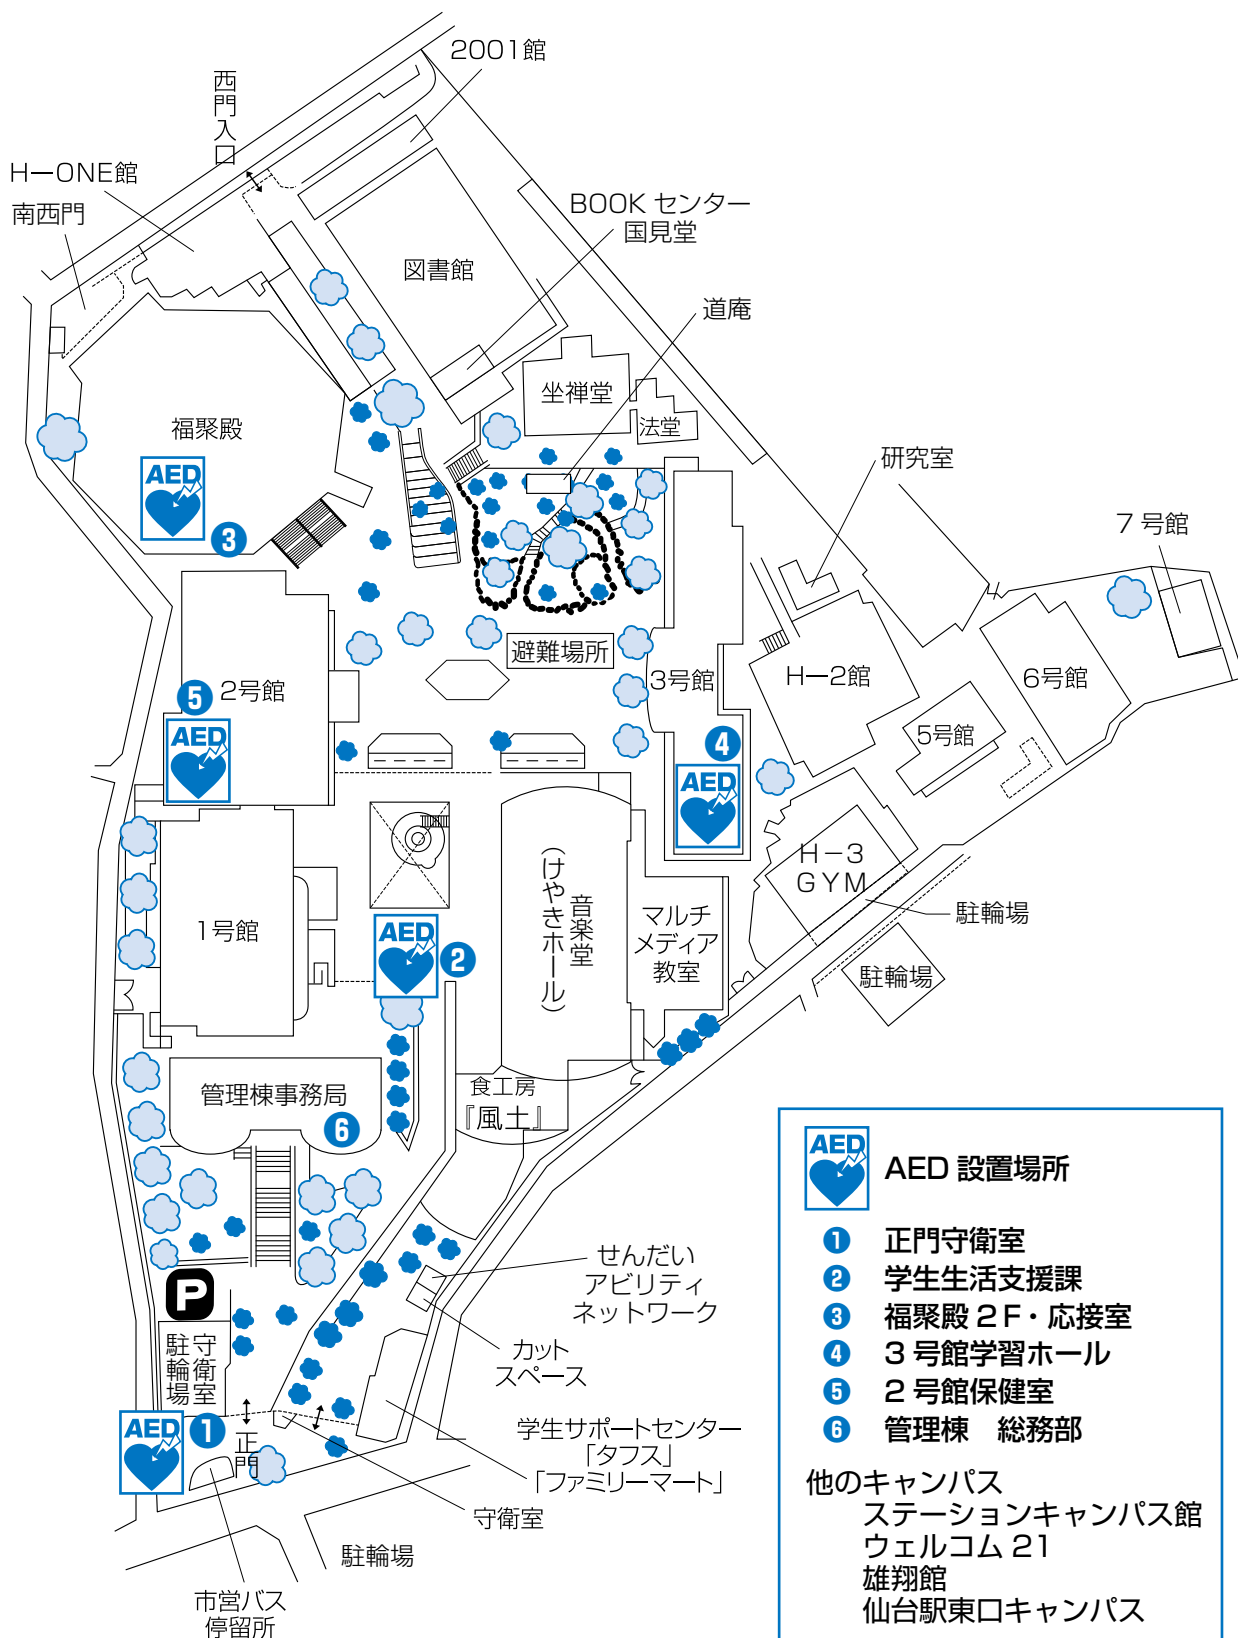 2001館
西門入口
H－ONE館
南西門
BOOK センター
国見堂
図書館
道庵
坐禅堂
法堂
福聚殿
AED
3
研究室
7 号館
避難場所
2号館
5
AED
3号館
4
AED
H－2館
6号館
5号館
H－3
GYM
駐輪場
駐輪場
1号館
AED
2
音楽堂
(けやきホール)
マルチ
メディア
教室
食工房
『風土』
管理棟事務局
6
P
守衛室
駐輪場
AED
1
正門
せんだい
アビリティ
ネットワーク
カット
スペース
学生サポートセンター
「タフス」
「ファミリーマート」
守衛室
駐輪場
市営バス
停留所
AED
AED 設置場所
1 正門守衛室
2 学生生活支援課
3 福聚殿 2F・応接室
4 3 号館学習ホール
5 2 号館保健室
6 管理棟　総務部
他のキャンパス
ステーションキャンパス館
ウェルコム 21
雄翔館
仙台駅東口キャンパス